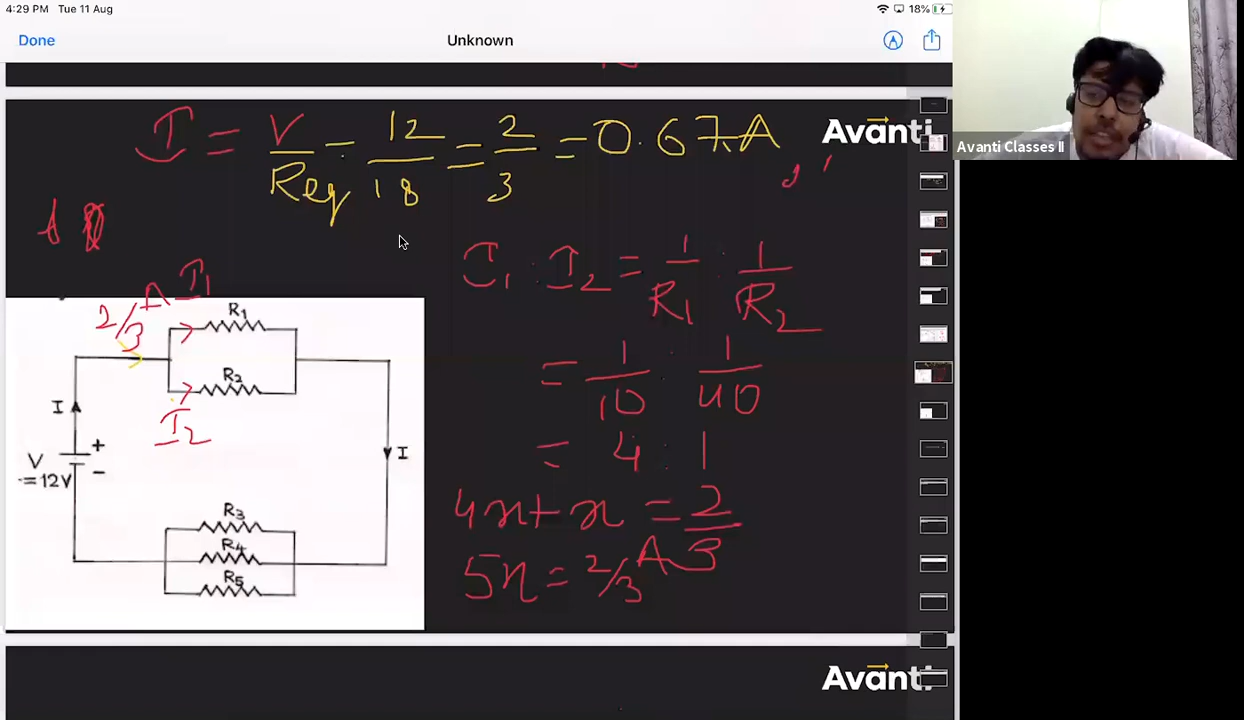 4:29 PM Tue 11 Aug
18%
Done
Unknown
I = V/Req = 12/18 = 2/3 = 0.67A
Avanti
Avanti Classes II
I1 : I2 = 1/R1 : 1/R2
= 1/10 : 1/40
= 4 : 1
4x + x = 2/3
5x = 2/3 A
2/3 A
I1
R1
R2
I
I2
+
V
=12V
-
I
R3
R4
R5
Avanti